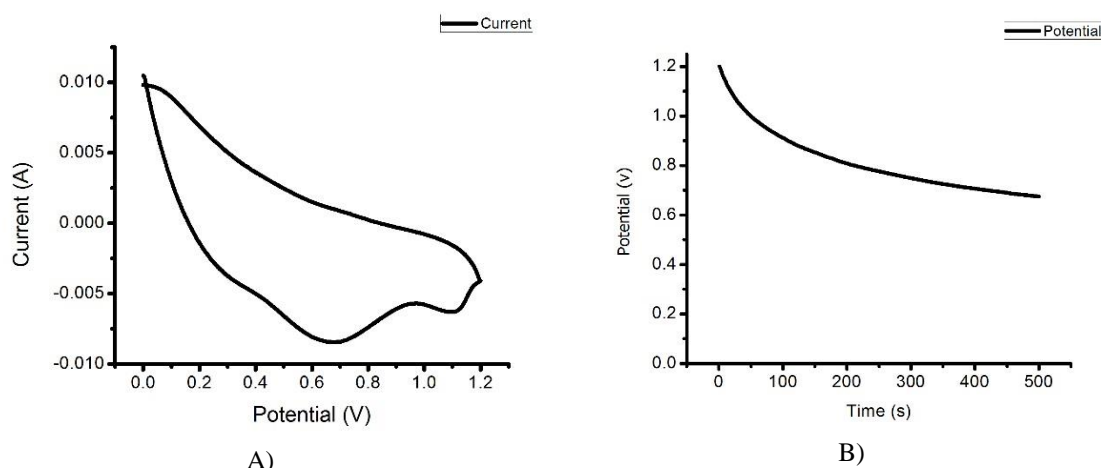 Current
0.010
0.005
0.000
-0.005
-0.010
Current (A)
0.0 0.2 0.4 0.6 0.8 1.0 1.2
Potential (V)
A)
Potential
1.2
1.0
0.8
0.6
0.4
0.2
0.0
Potential (v)
0 100 200 300 400 500
Time (s)
B)